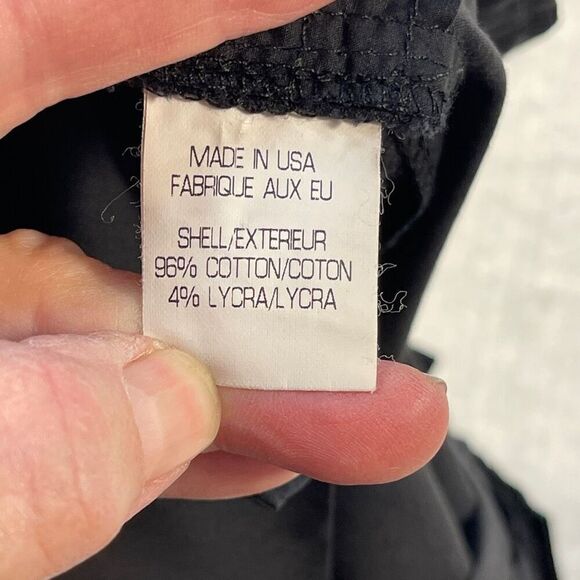 MADE IN USA
FABRIQUE AUX EU
SHELL/EXTERIEUR
96% COTTON/COTON
4% LYCRA/LYCRA